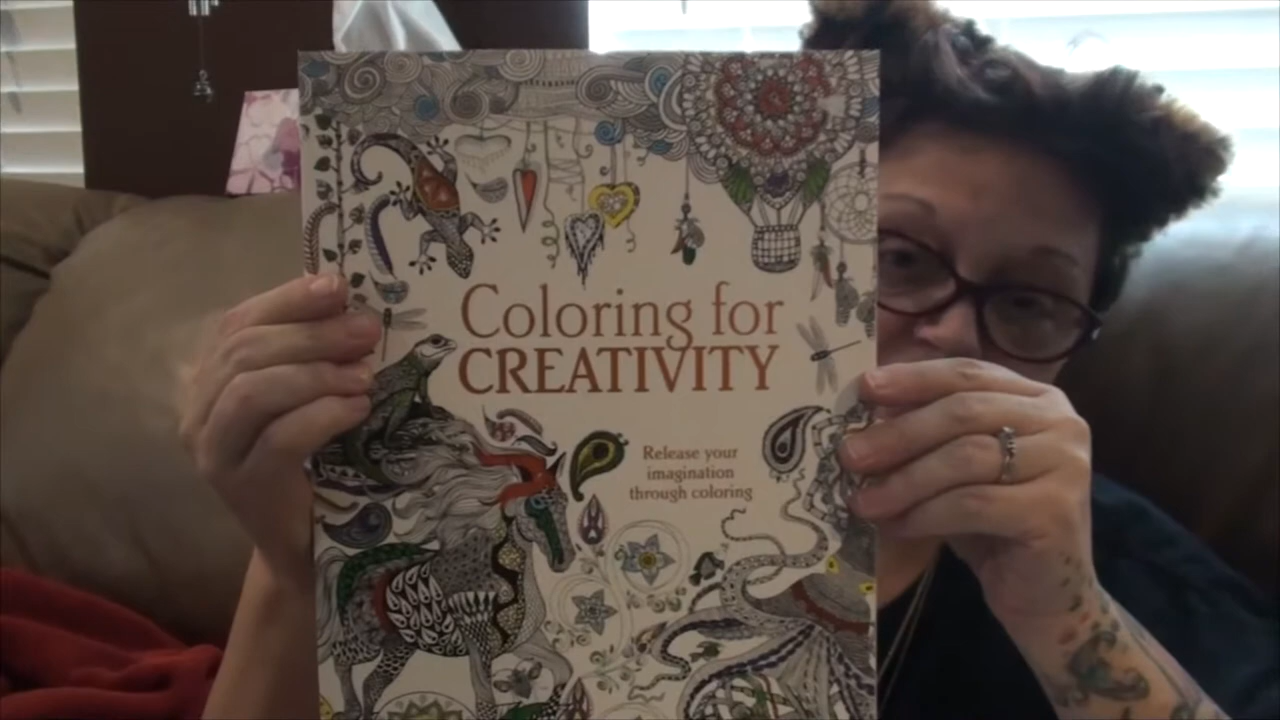 Coloring for
CREATIVITY
Release your
imagination
through coloring